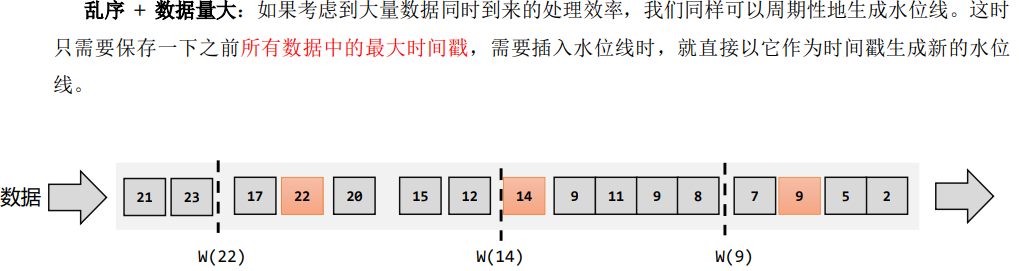 乱序 + 数据量大：如果考虑到大量数据同时到来的处理效率，我们同样可以周期性地生成水位线。这时
只需要保存一下之前所有数据中的最大时间戳，需要插入水位线时，就直接以它作为时间戳生成新的水位
线。
数据 21 23 17 22 20 15 12 14 9 11 9 8 7 9 5 2
W(22) W(14) W(9)